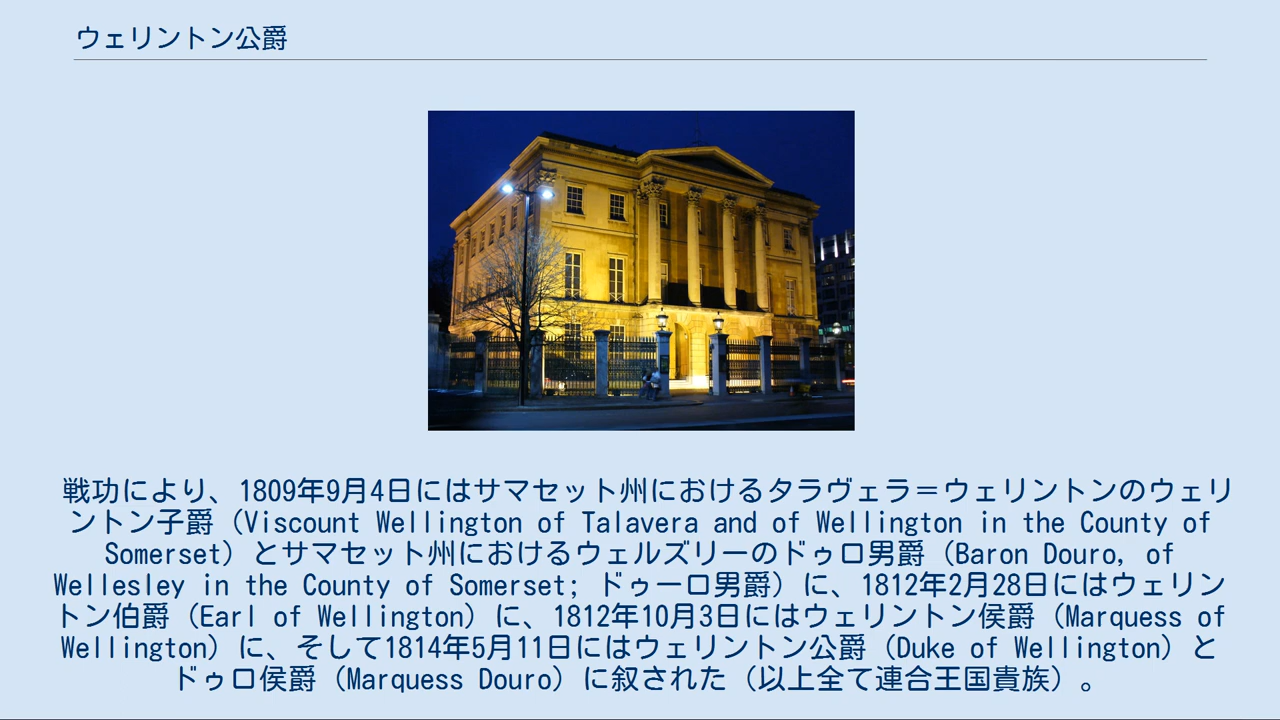 ウェリントン公爵
戦功により、1809年9月4日にはサマセット州におけるタラヴェラ＝ウェリントンのウェリ
ントン子爵（Viscount Wellington of Talavera and of Wellington in the County of
Somerset）とサマセット州におけるウェルズリーのドゥロ男爵（Baron Douro, of
Wellesley in the County of Somerset; ドゥーロ男爵）に、1812年2月28日にはウェリン
トン伯爵（Earl of Wellington）に、1812年10月3日にはウェリントン侯爵（Marquess of
Wellington）に、そして1814年5月11日にはウェリントン公爵（Duke of Wellington）と
ドゥロ侯爵（Marquess Douro）に叙された（以上全て連合王国貴族）。